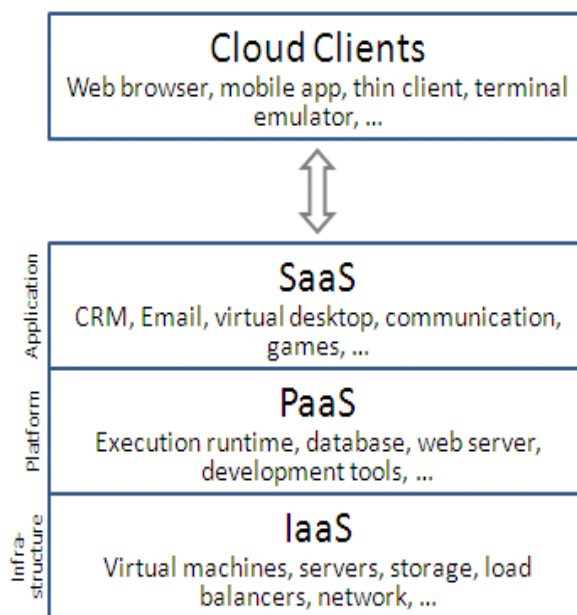 Cloud Clients
Web browser, mobile app, thin client, terminal
emulator, ...
Application
SaaS
CRM, Email, virtual desktop, communication,
games, ...
Platform
PaaS
Execution runtime, database, web server,
development tools, ...
Infra-
structure
IaaS
Virtual machines, servers, storage, load
balancers, network, ...